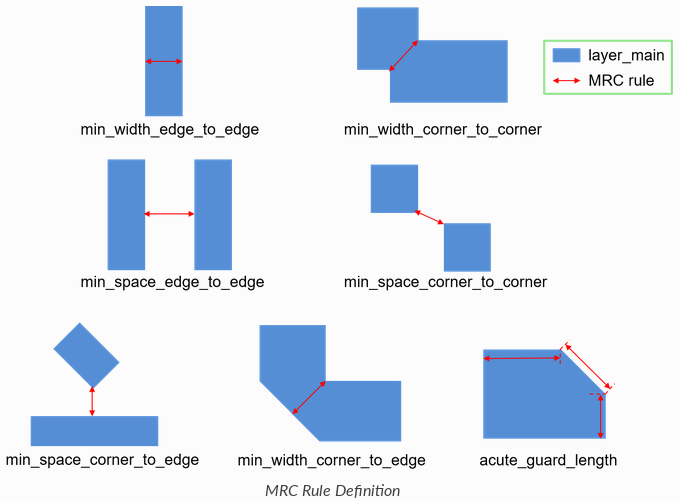 layer_main
MRC rule
min_width_edge_to_edge
min_width_corner_to_corner
min_space_edge_to_edge
min_space_corner_to_corner
min_space_corner_to_edge
min_width_corner_to_edge
acute_guard_length
MRC Rule Definition